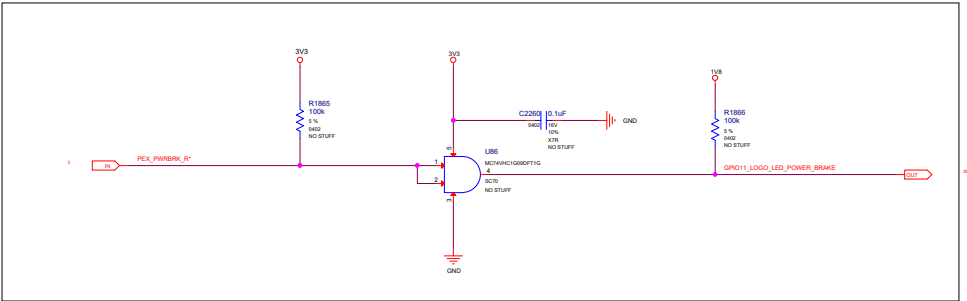 3V3
3V3
1V8
R1865
100k
5 %
0402
NO STUFF
C2260
0.1uF
0402
16V
10%
X7R
NO STUFF
GND
R1866
100k
5 %
0402
NO STUFF
IN
PEX_PWRBRK_R*
5
1
2
3
4
U86
MC74VHC1G09DFT1G
SC70
NO STUFF
GPIO11_LOGO_LED_POWER_BRAKE
OUT
GND